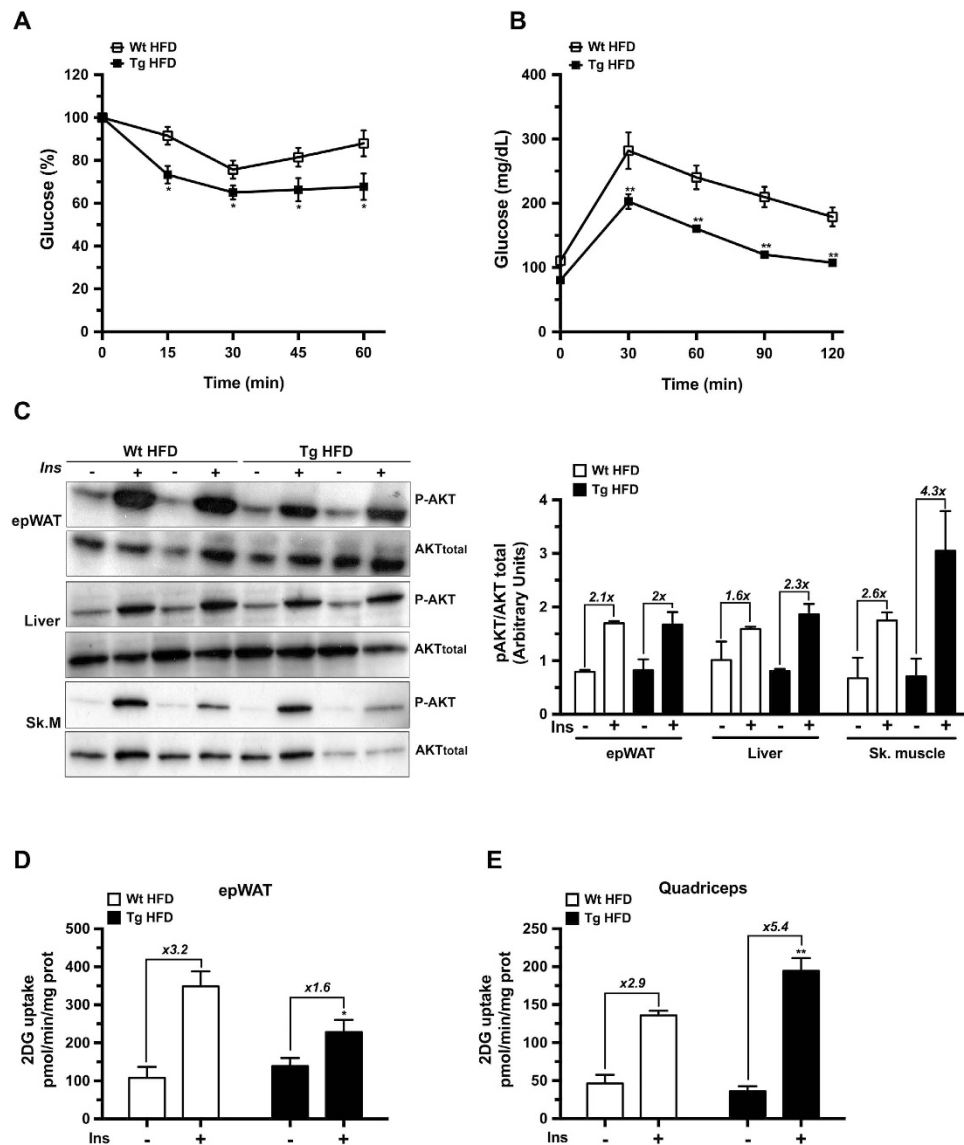 A
Wt HFD
Tg HFD
Glucose (%)
120
100
80
60
40
20
0
* * * *
0 15 30 45 60
Time (min)
B
Wt HFD
Tg HFD
Glucose (mg/dL)
400
300
200
100
0
** ** ** **
0 30 60 90 120
Time (min)
C
Wt HFD Tg HFD
Ins - + - + - + - +
epWAT
P-AKT
AKTtotal
Liver
P-AKT
AKTtotal
Sk.M
P-AKT
AKTtotal
Wt HFD
Tg HFD
pAKT/AKT total
(Arbitrary Units)
4
3
2
1
0
2.1x 2x 1.6x 2.3x 2.6x 4.3x
Ins - + - + - + - + - + - +
epWAT Liver Sk. muscle
D
epWAT
Wt HFD
Tg HFD
2DG uptake
pmol/min/mg prot
500
400
300
200
100
0
x3.2 x1.6
*
Ins - + - +
E
Quadriceps
Wt HFD
Tg HFD
2DG uptake
pmol/min/mg prot
250
200
150
100
50
0
x2.9 x5.4
**
Ins - + - +